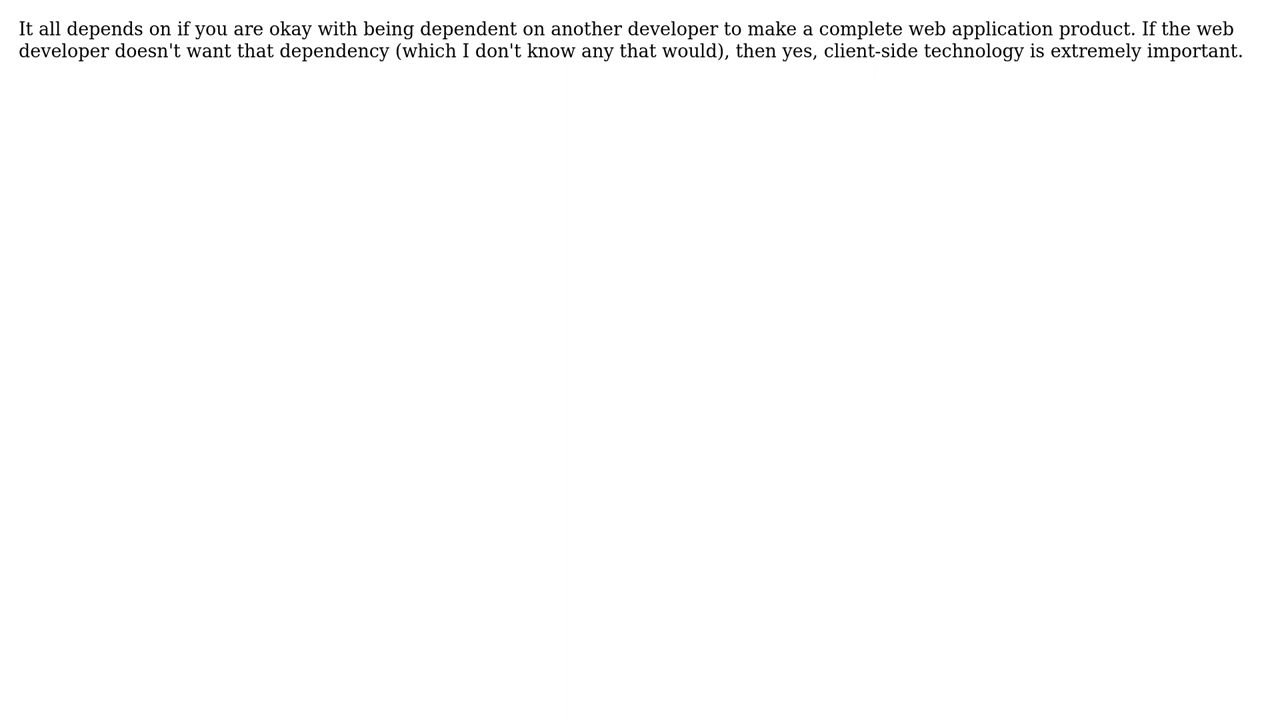 It all depends on if you are okay with being dependent on another developer to make a complete web application product. If the web
developer doesn't want that dependency (which I don't know any that would), then yes, client-side technology is extremely important.